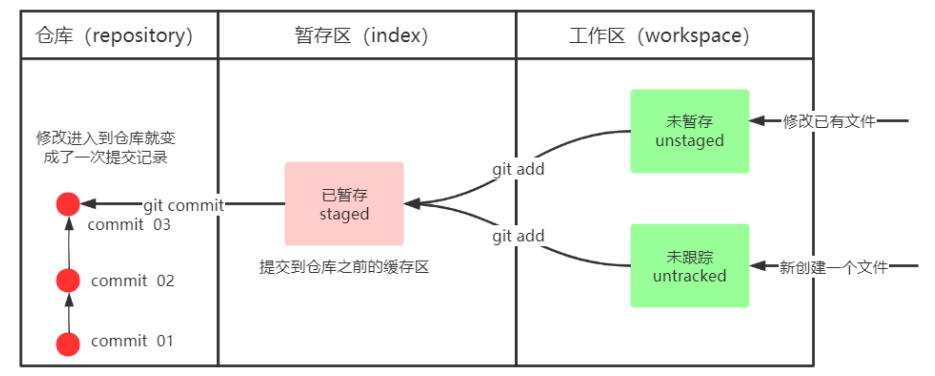 仓库（repository）
暂存区（index）
工作区（workspace）
修改进入到仓库就变
成了一次提交记录
git commit
commit 03
commit 02
commit 01
已暂存
staged
提交到仓库之前的缓存区
git add
git add
未暂存
unstaged
修改已有文件
未跟踪
untracked
新创建一个文件